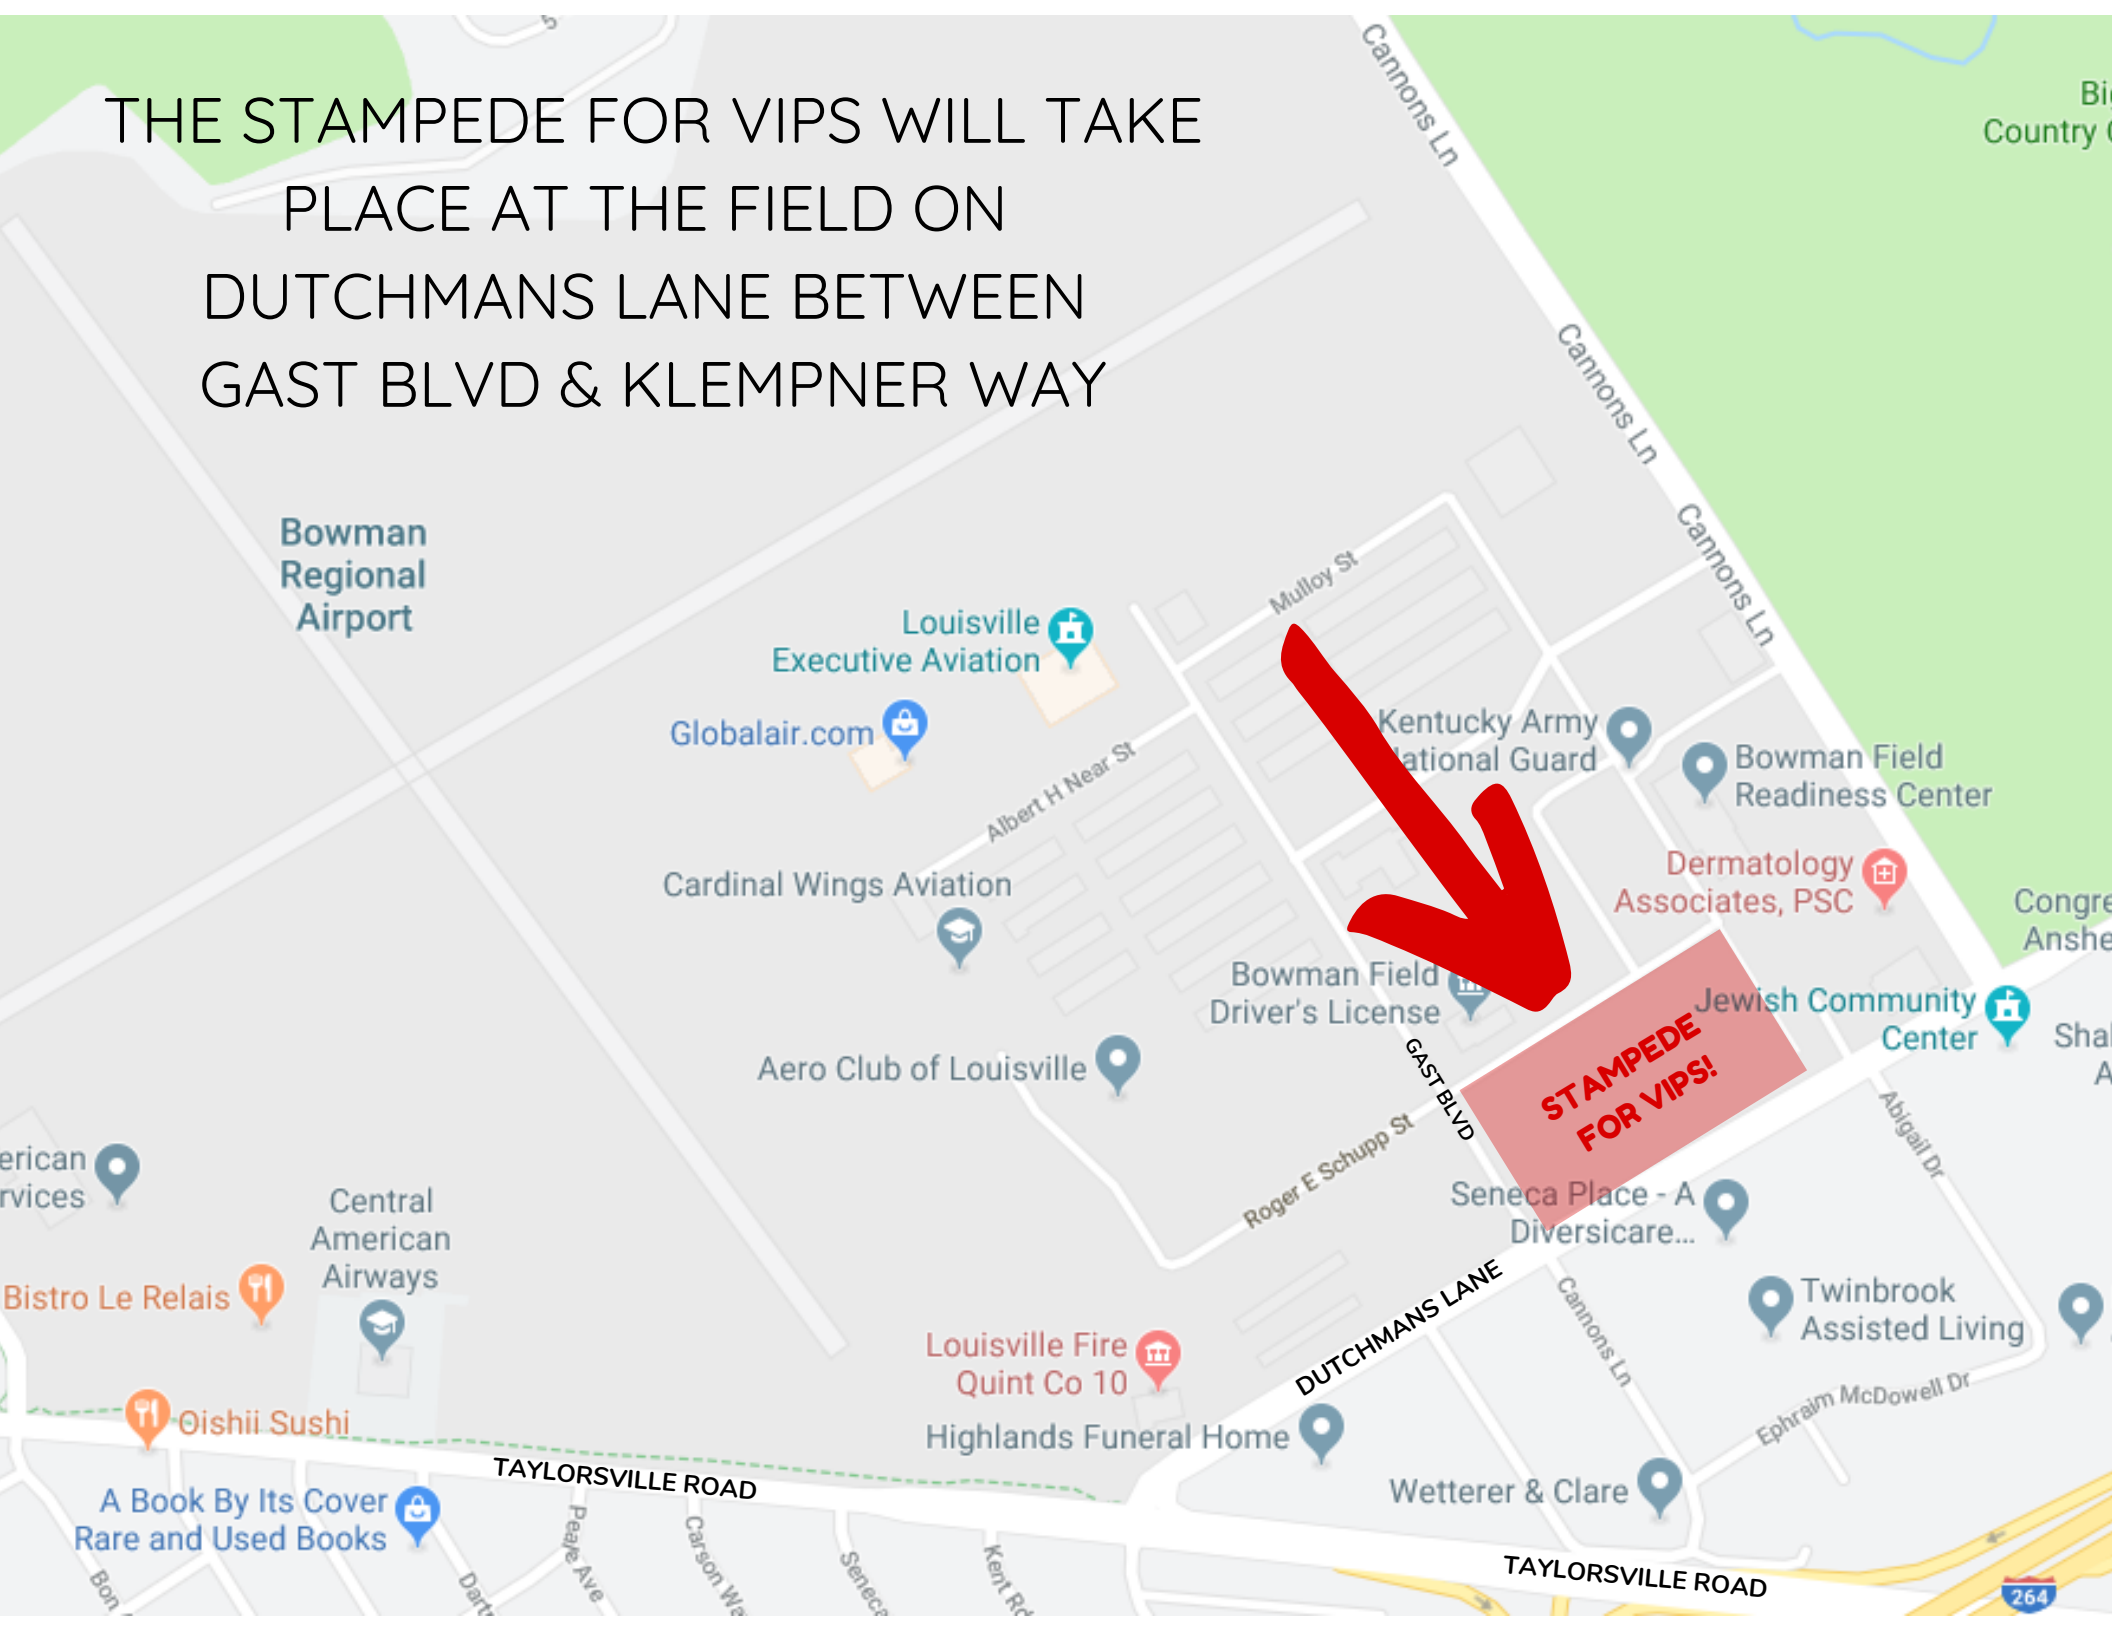 THE STAMPEDE FOR VIPS WILL TAKE
PLACE AT THE FIELD ON
DUTCHMANS LANE BETWEEN
GAST BLVD & KLEMPNER WAY
Cannons Ln
Country
Cannons Ln
Cannons Ln
Bowman
Regional
Airport
Mulloy St
Louisville
Executive Aviation
Globalair.com
Kentucky Army
National Guard
Bowman Field
Readiness Center
Albert H Near St
Cardinal Wings Aviation
Dermatology
Associates, PSC
Bowman Field
Driver's License
Jewish Community
Center
STAMPEDE
FOR VIPS!
Aero Club of Louisville
GAST BLVD
Roger E Schupp St
Abigail Dr
Seneca Place - A
Diversicare...
Central
American
Airways
Bistro Le Relais
DUTCHMANS LANE
Cannons Ln
Twinbrook
Assisted Living
Louisville Fire
Quint Co 10
Ephraim McDowell Dr
Oishii Sushi
Highlands Funeral Home
TAYLORSVILLE ROAD
Wetterer & Clare
A Book By Its Cover
Rare and Used Books
Peaje Ave
Carson
Seneca
Kent Rd
Bon
TAYLORSVILLE ROAD
264